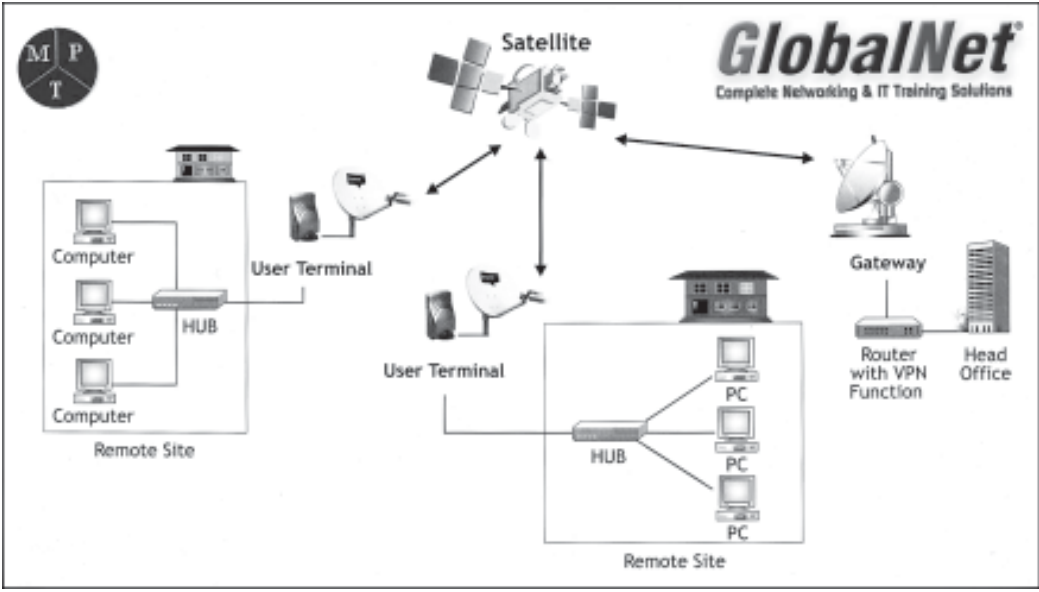 M P
T
Satellite
GlobalNet®
Complete Networking & IT Training Solutions
Computer
Computer
Computer
HUB
Remote Site
User Terminal
User Terminal
Gateway
Router
with VPN
Function
Head
Office
HUB
PC
PC
PC
Remote Site